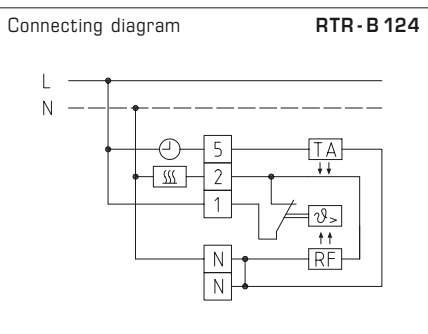 Connecting diagram RTR-B 124
L
N
5 TA
2
1 ϑ>
N RF
N